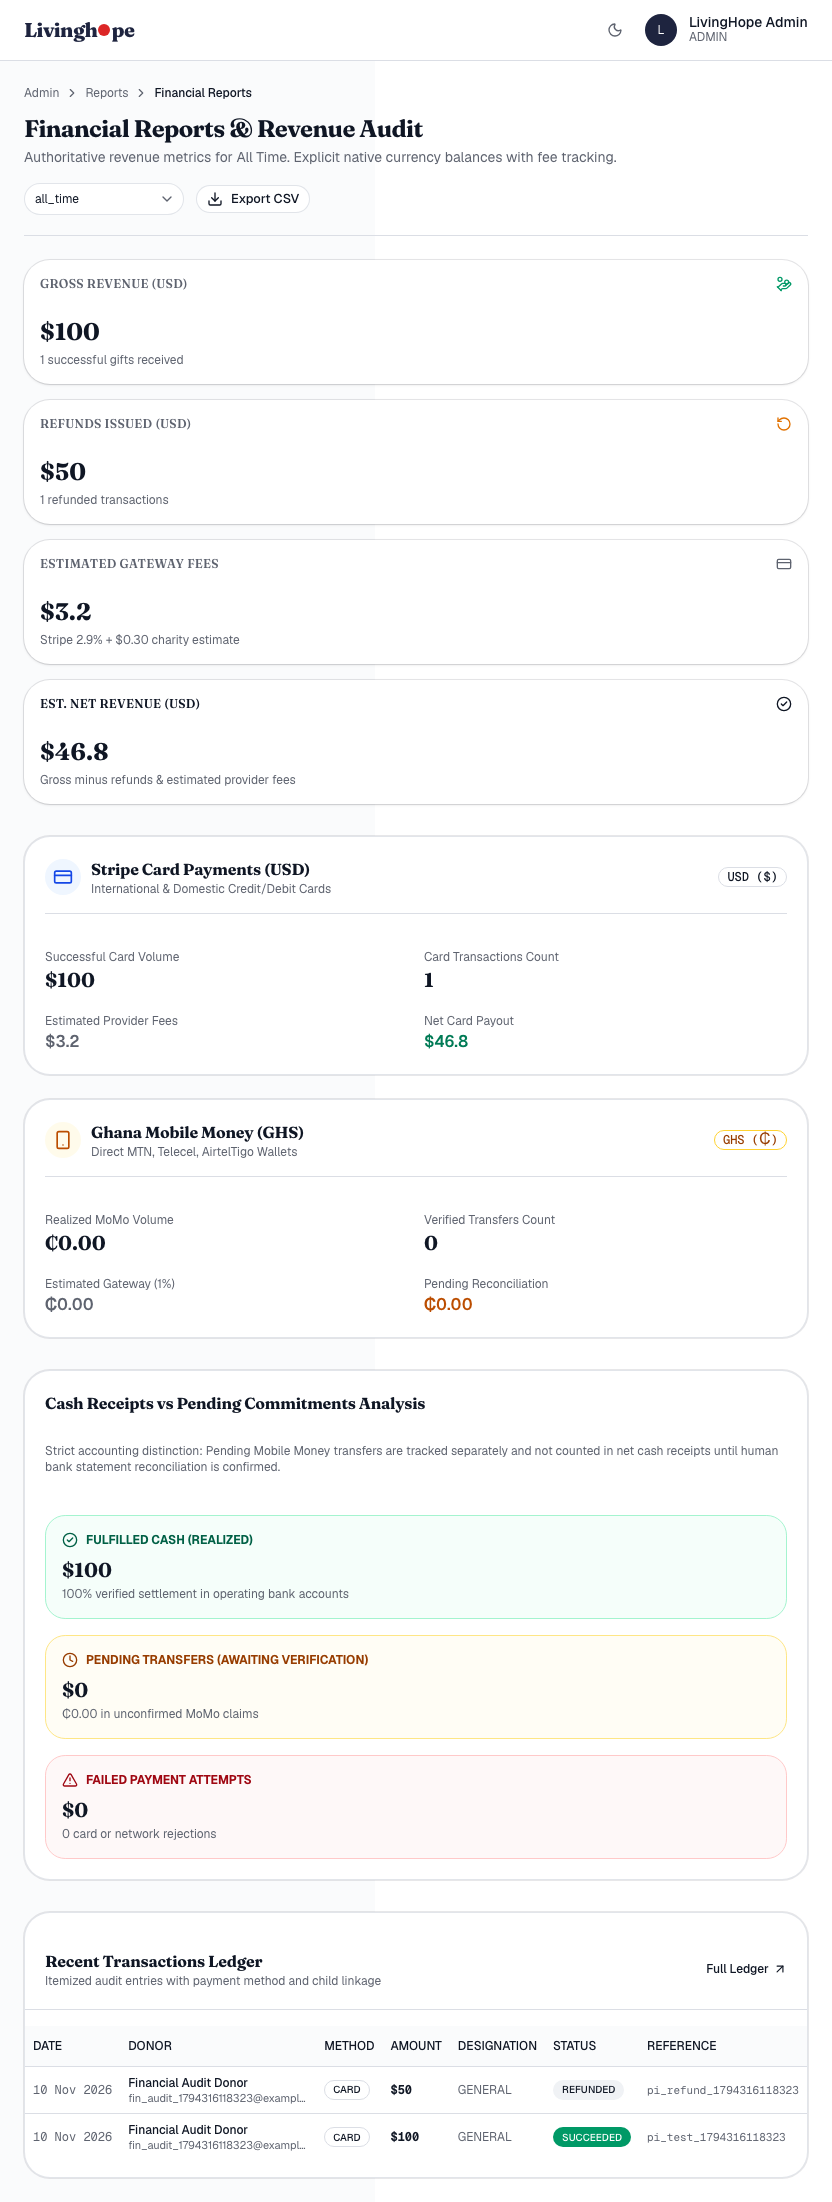 Livinghope
L
LivingHope Admin
ADMIN
Admin > Reports > Financial Reports
Financial Reports & Revenue Audit
Authoritative revenue metrics for All Time. Explicit native currency balances with fee tracking.
all_time
Export CSV
GROSS REVENUE (USD)
$100
1 successful gifts received
REFUNDS ISSUED (USD)
$50
1 refunded transactions
ESTIMATED GATEWAY FEES
$3.2
Stripe 2.9% + $0.30 charity estimate
EST. NET REVENUE (USD)
$46.8
Gross minus refunds & estimated provider fees
Stripe Card Payments (USD)
International & Domestic Credit/Debit Cards
USD ($)
Successful Card Volume
$100
Card Transactions Count
1
Estimated Provider Fees
$3.2
Net Card Payout
$46.8
Ghana Mobile Money (GHS)
Direct MTN, Telecel, AirtelTigo Wallets
GHS (₵)
Realized MoMo Volume
₵0.00
Verified Transfers Count
0
Estimated Gateway (1%)
₵0.00
Pending Reconciliation
₵0.00
Cash Receipts vs Pending Commitments Analysis
Strict accounting distinction: Pending Mobile Money transfers are tracked separately and not counted in net cash receipts until human
bank statement reconciliation is confirmed.
FULFILLED CASH (REALIZED)
$100
100% verified settlement in operating bank accounts
PENDING TRANSFERS (AWAITING VERIFICATION)
$0
₵0.00 in unconfirmed MoMo claims
FAILED PAYMENT ATTEMPTS
$0
0 card or network rejections
Recent Transactions Ledger
Itemized audit entries with payment method and child linkage
Full Ledger
DATE DONOR METHOD AMOUNT DESIGNATION STATUS REFERENCE
10 Nov 2026 Financial Audit Donor CARD $50 GENERAL REFUNDED pi_refund_1794316118323
fin_audit_1794316118323@exampl...
10 Nov 2026 Financial Audit Donor CARD $100 GENERAL SUCCEEDED pi_test_1794316118323
fin_audit_1794316118323@exampl...